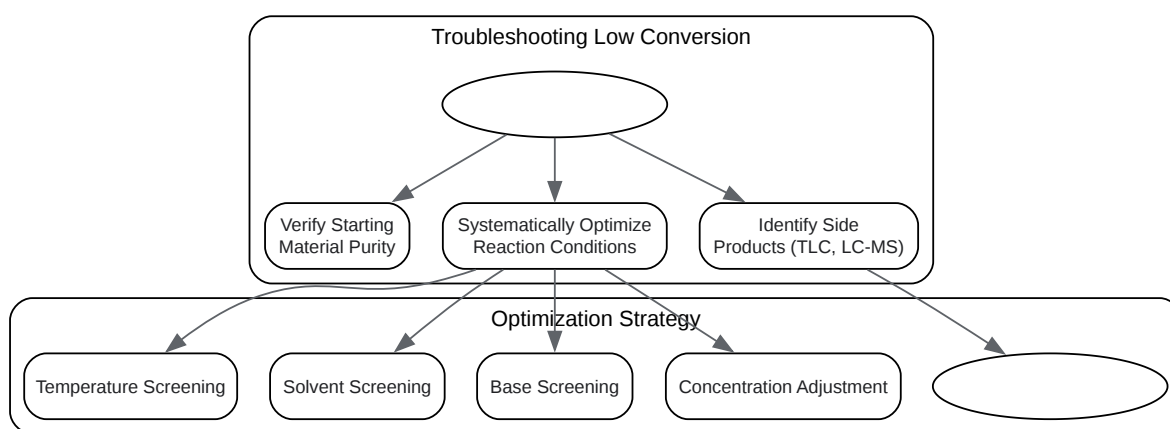 Troubleshooting Low Conversion
Verify Starting
Material Purity
Systematically Optimize
Reaction Conditions
Identify Side
Products (TLC, LC-MS)
Optimization Strategy
Temperature Screening
Solvent Screening
Base Screening
Concentration Adjustment